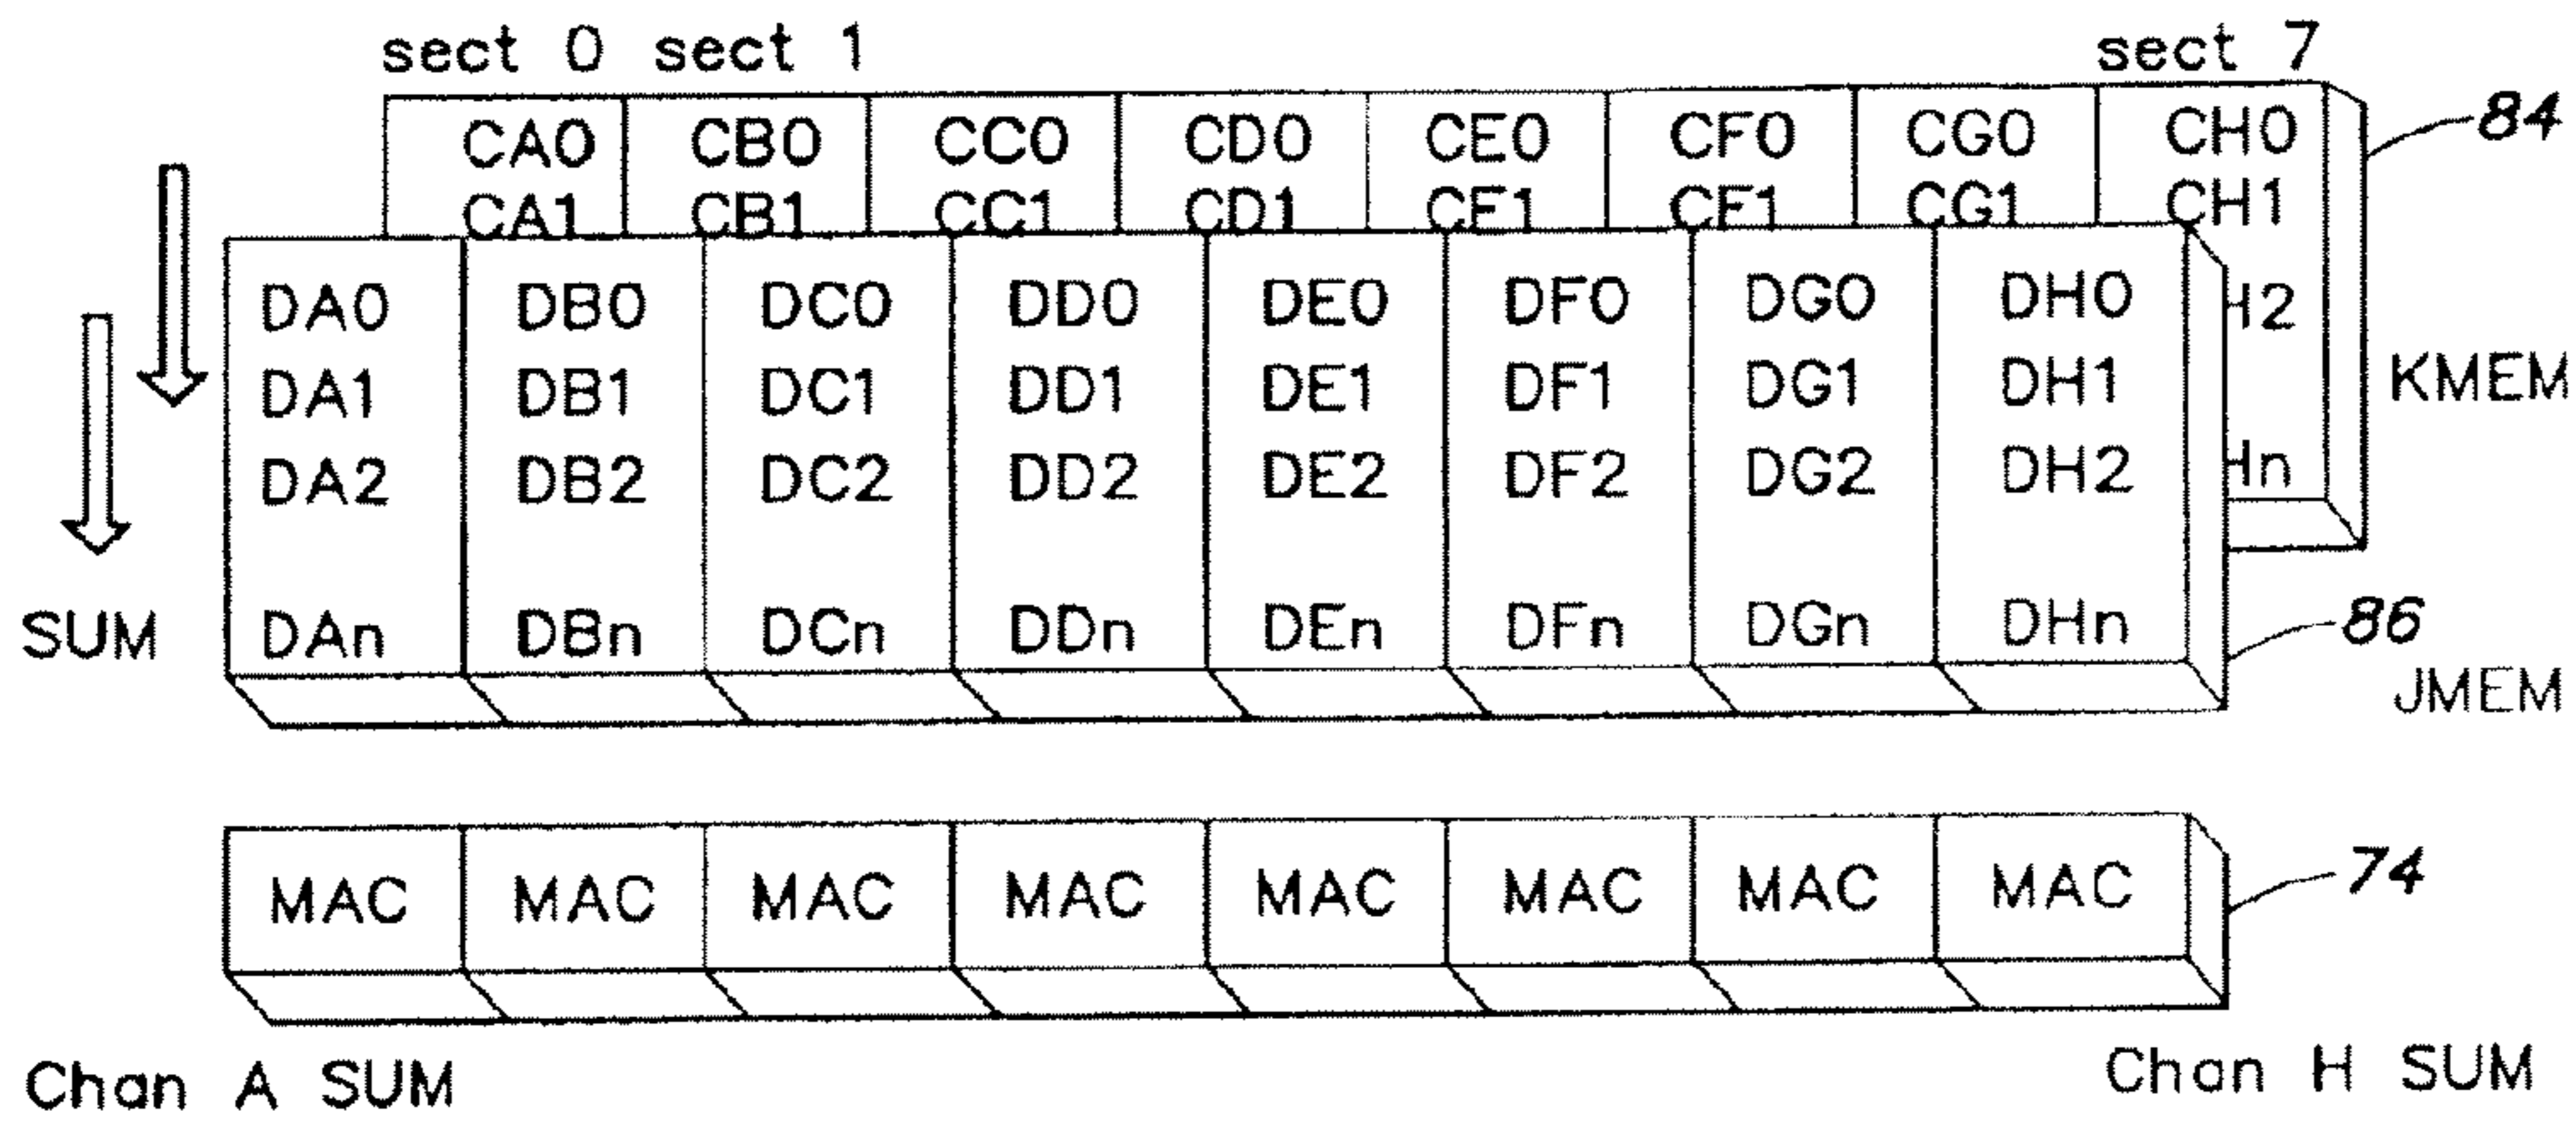 sect 0 sect 1 sect 7
CA0 CB0 CC0 CD0 CE0 CF0 CG0 CH0 84
CA1 CB1 CC1 CD1 CE1 CF1 CG1 CH1
DA0 DB0 DC0 DD0 DE0 DF0 DG0 DH0 H2
DA1 DB1 DC1 DD1 DE1 DF1 DG1 DH1 KMEM
DA2 DB2 DC2 DD2 DE2 DF2 DG2 DH2 Hn
SUM DAn DBn DCn DDn DEn DFn DGn DHn 86
JMEM
MAC MAC MAC MAC MAC MAC MAC MAC 74
Chan A SUM Chan H SUM